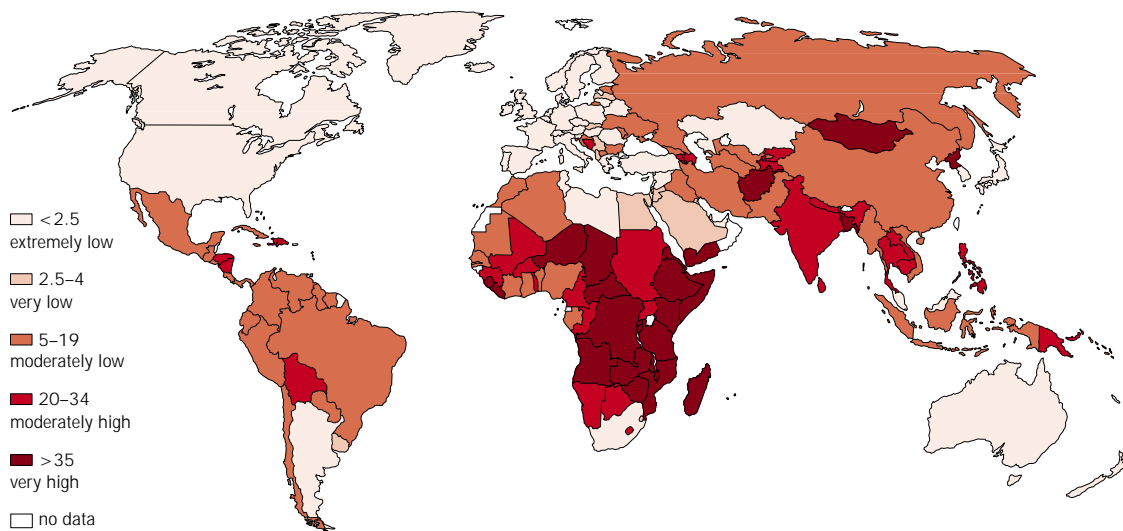 <2.5
extremely low
2.5–4
very low
5–19
moderately low
20–34
moderately high
>35
very high
no data